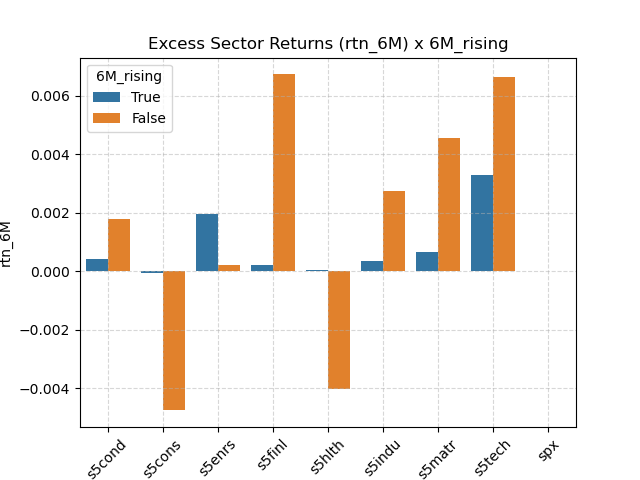 Excess Sector Returns (rtn_6M) x 6M_rising
6M_rising
True
False
0.006
0.004
0.002
0.000
−0.002
−0.004
rtn_6M
s5cond
s5cons
s5enrs
s5finl
s5hlth
s5indu
s5matr
s5tech
spx